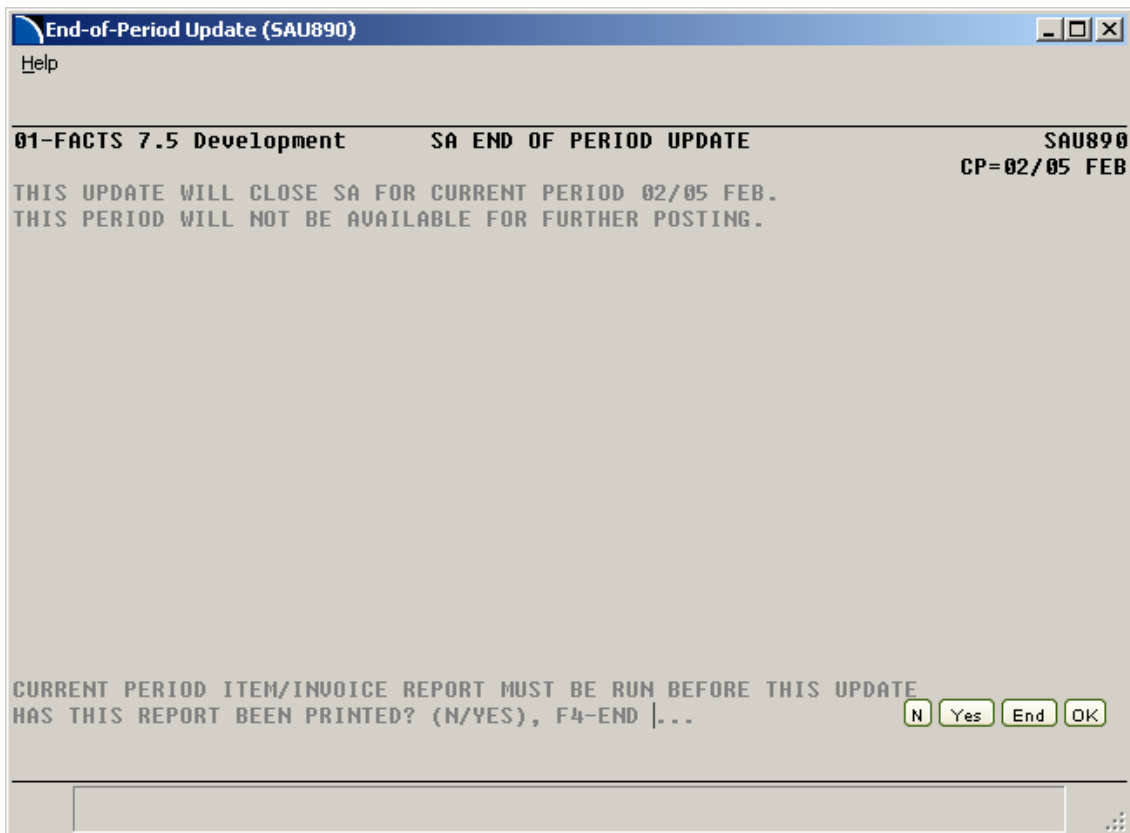 End-of-Period Update (SAU890)
Help
01-FACTS 7.5 Development SA END OF PERIOD UPDATE SAU890
CP=02/05 FEB
THIS UPDATE WILL CLOSE SA FOR CURRENT PERIOD 02/05 FEB.
THIS PERIOD WILL NOT BE AVAILABLE FOR FURTHER POSTING.
CURRENT PERIOD ITEM/INVOICE REPORT MUST BE RUN BEFORE THIS UPDATE
HAS THIS REPORT BEEN PRINTED? (N/YES), F4-END ... N Yes End OK